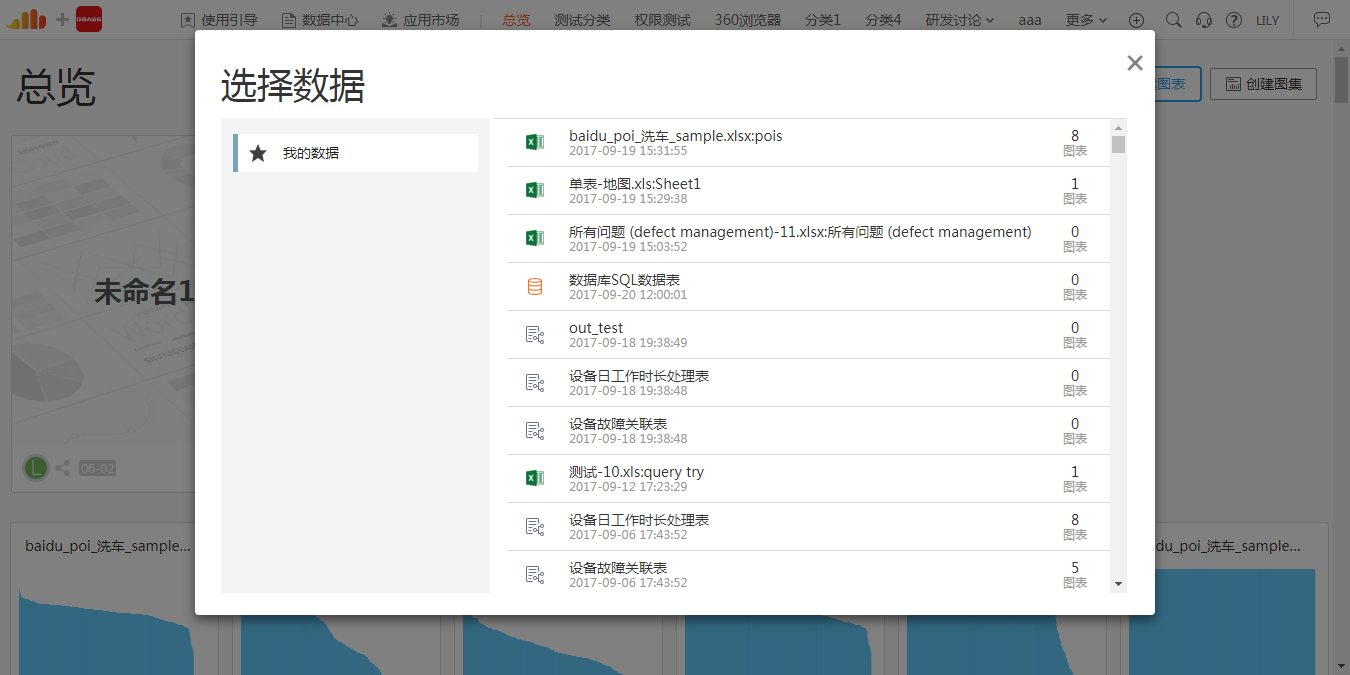 使用引导 数据中心 应用市场 总览 测试分类 权限测试 360浏览器 分类1 分类4 研发讨论 aaa 更多 LILY
总览
创建图集
图表
未命名1
L 06-02
baidu_poi_洗车_sample...
du_poi_洗车_sample...
选择数据
我的数据
baidu_poi_洗车_sample.xlsx:pois 8
2017-09-19 15:31:55 图表
单表-地图.xls:Sheet1 1
2017-09-19 15:29:38 图表
所有问题 (defect management)-11.xlsx:所有问题 (defect management) 0
2017-09-19 15:03:52 图表
数据库SQL数据表 0
2017-09-20 12:00:01 图表
out_test 0
2017-09-18 19:38:49 图表
设备日工作时长处理表 0
2017-09-18 19:38:48 图表
设备故障关联表 0
2017-09-18 19:38:48 图表
测试-10.xls:query try 1
2017-09-12 17:23:29 图表
设备日工作时长处理表 8
2017-09-06 17:43:52 图表
设备故障关联表 5
2017-09-06 17:43:52 图表